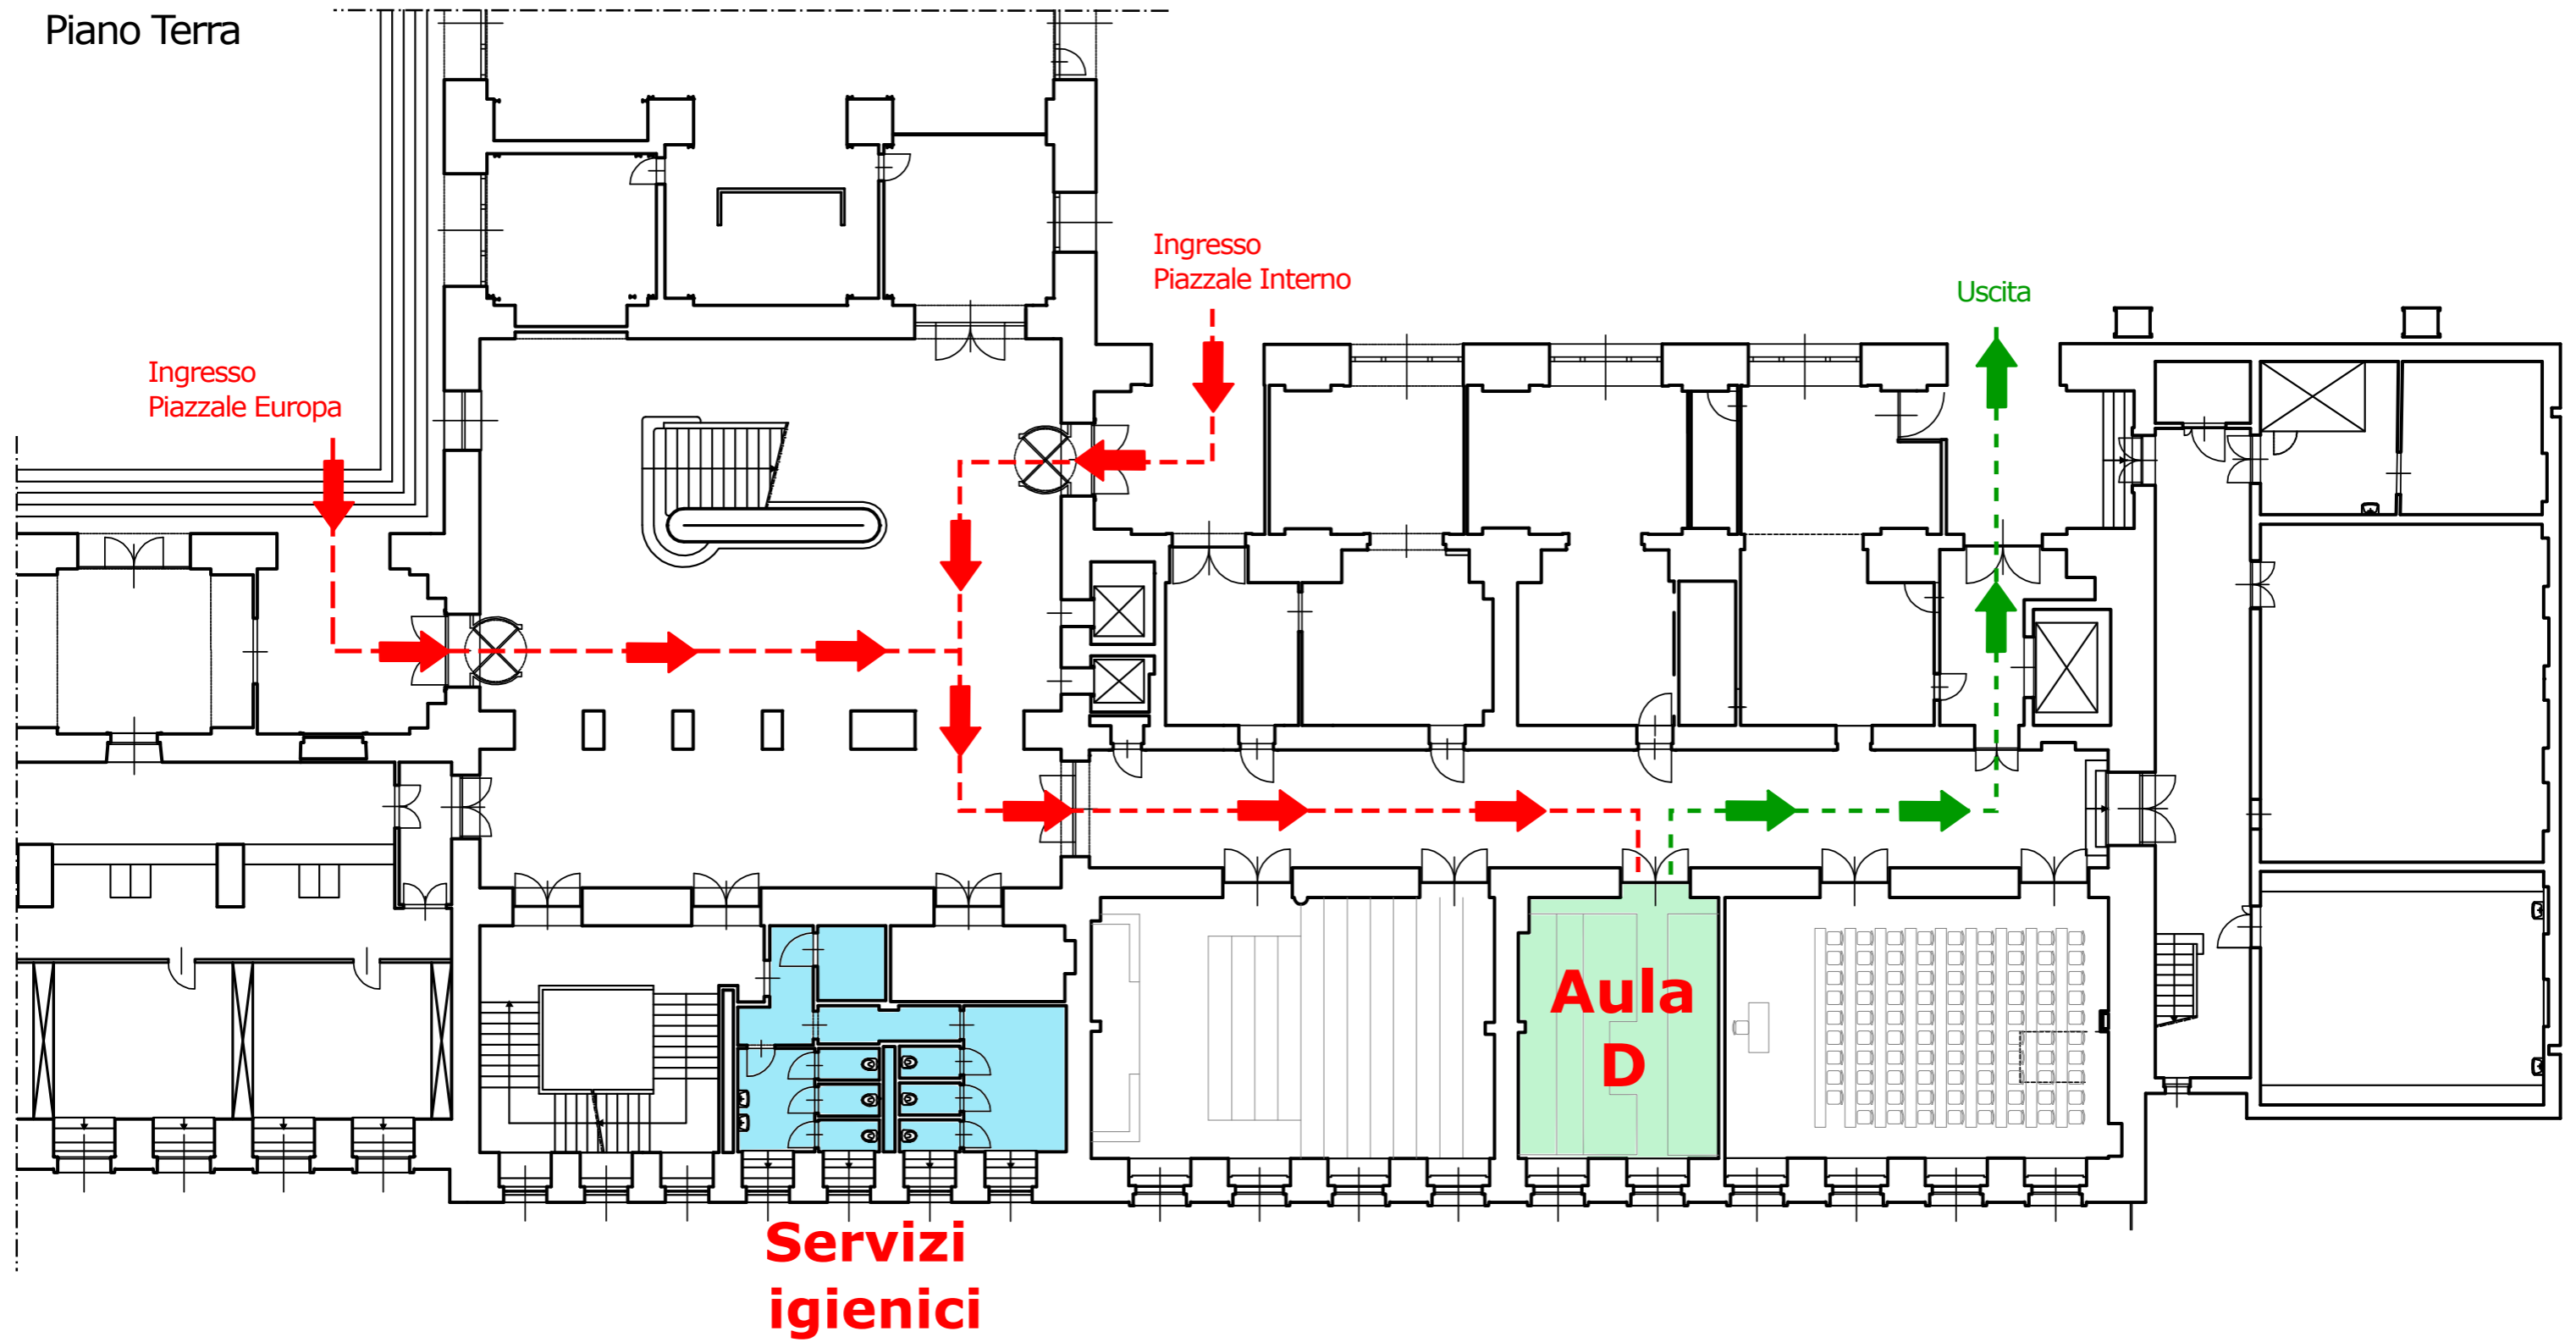 Piano Terra
Ingresso
Piazzale Interno
Uscita
Ingresso
Piazzale Europa
Aula
D
Servizi
igienici